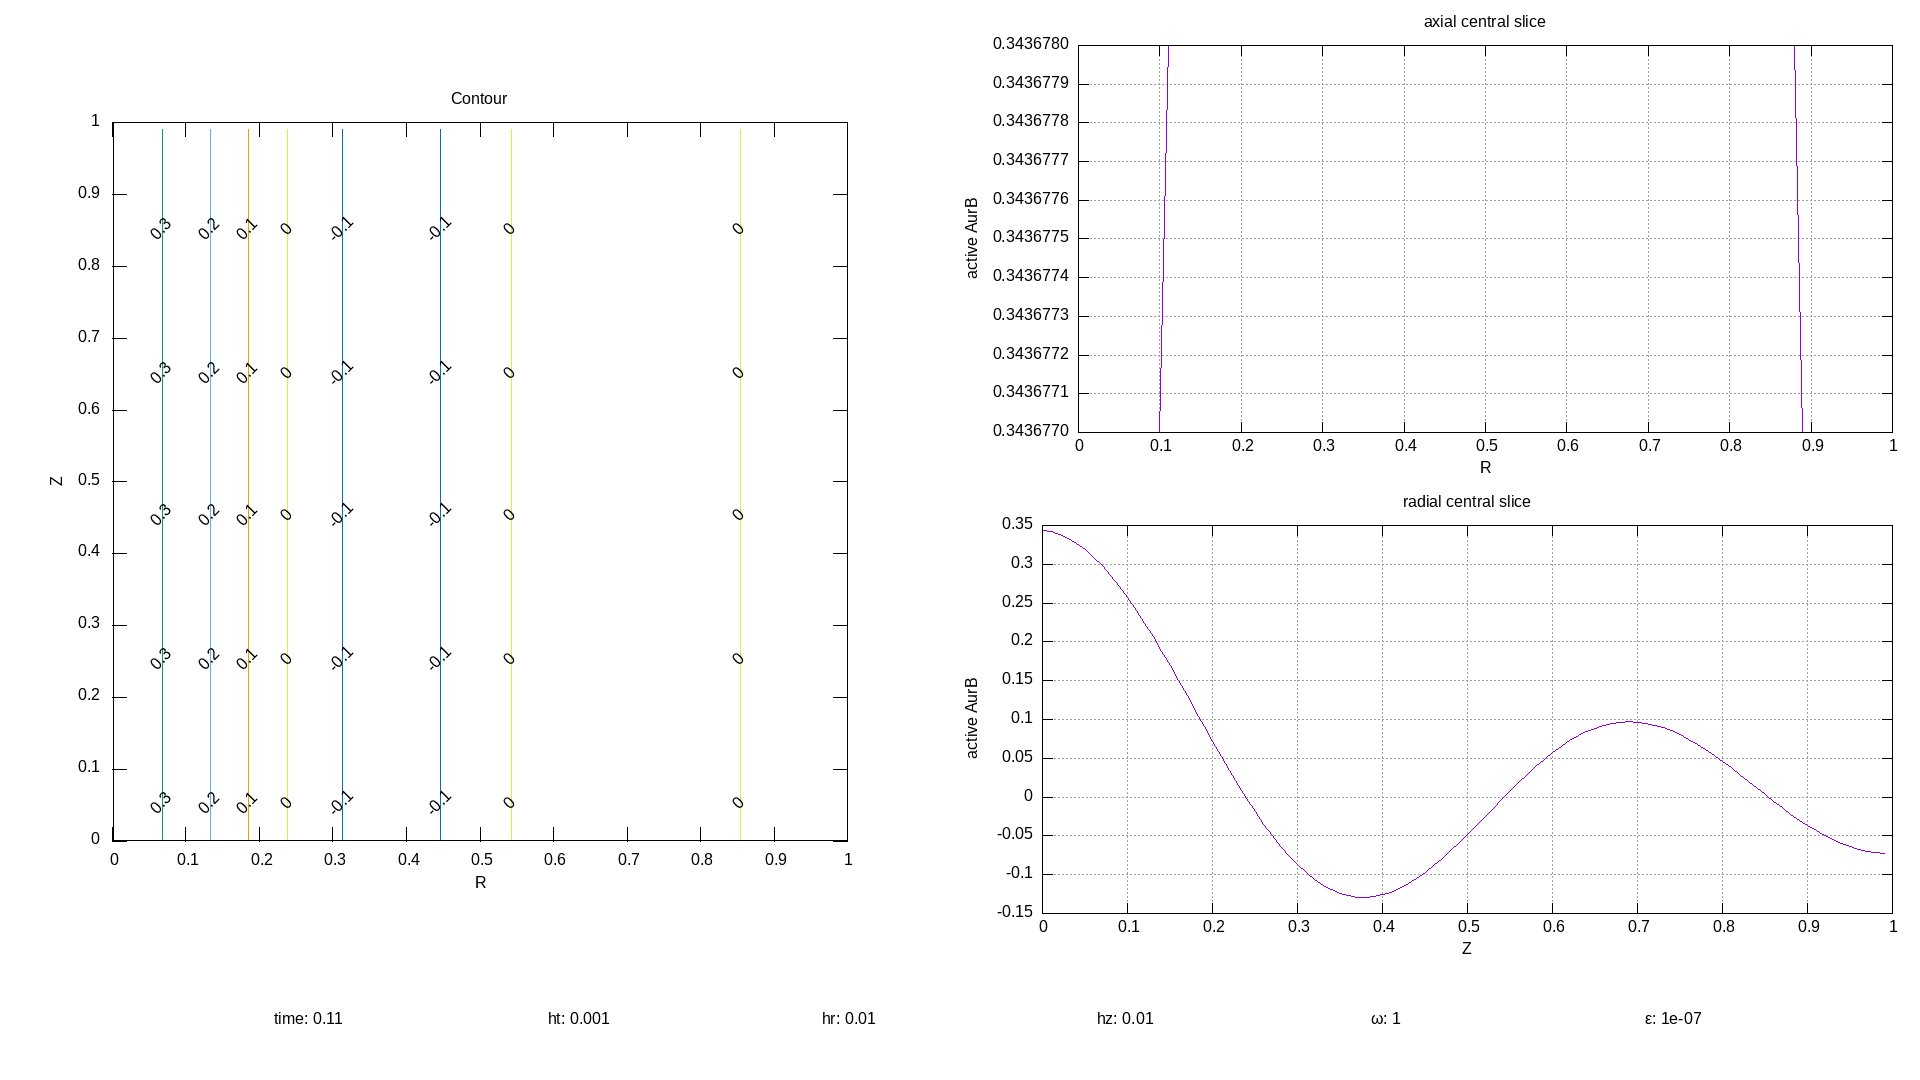 Contour
1
0.9
0.8
0.7
0.6
0.5
0.4
0.3
0.2
0.1
0
Z
0.3 0.2 0.1 0 -0.1 -0.1 0 0
0.3 0.2 0.1 0 -0.1 -0.1 0 0
0.3 0.2 0.1 0 -0.1 -0.1 0 0
0.3 0.2 0.1 0 -0.1 -0.1 0 0
0.3 0.2 0.1 0 -0.1 -0.1 0 0
0 0.1 0.2 0.3 0.4 0.5 0.6 0.7 0.8 0.9 1
R
axial central slice
0.3436780
0.3436779
0.3436778
0.3436777
0.3436776
0.3436775
0.3436774
0.3436773
0.3436772
0.3436771
0.3436770
active AurB
0 0.1 0.2 0.3 0.4 0.5 0.6 0.7 0.8 0.9 1
R
radial central slice
0.35
0.3
0.25
0.2
0.15
0.1
0.05
0
-0.05
-0.1
-0.15
active AurB
0 0.1 0.2 0.3 0.4 0.5 0.6 0.7 0.8 0.9 1
Z
time: 0.11 ht: 0.001 hr: 0.01 hz: 0.01 ω: 1 ε: 1e-07